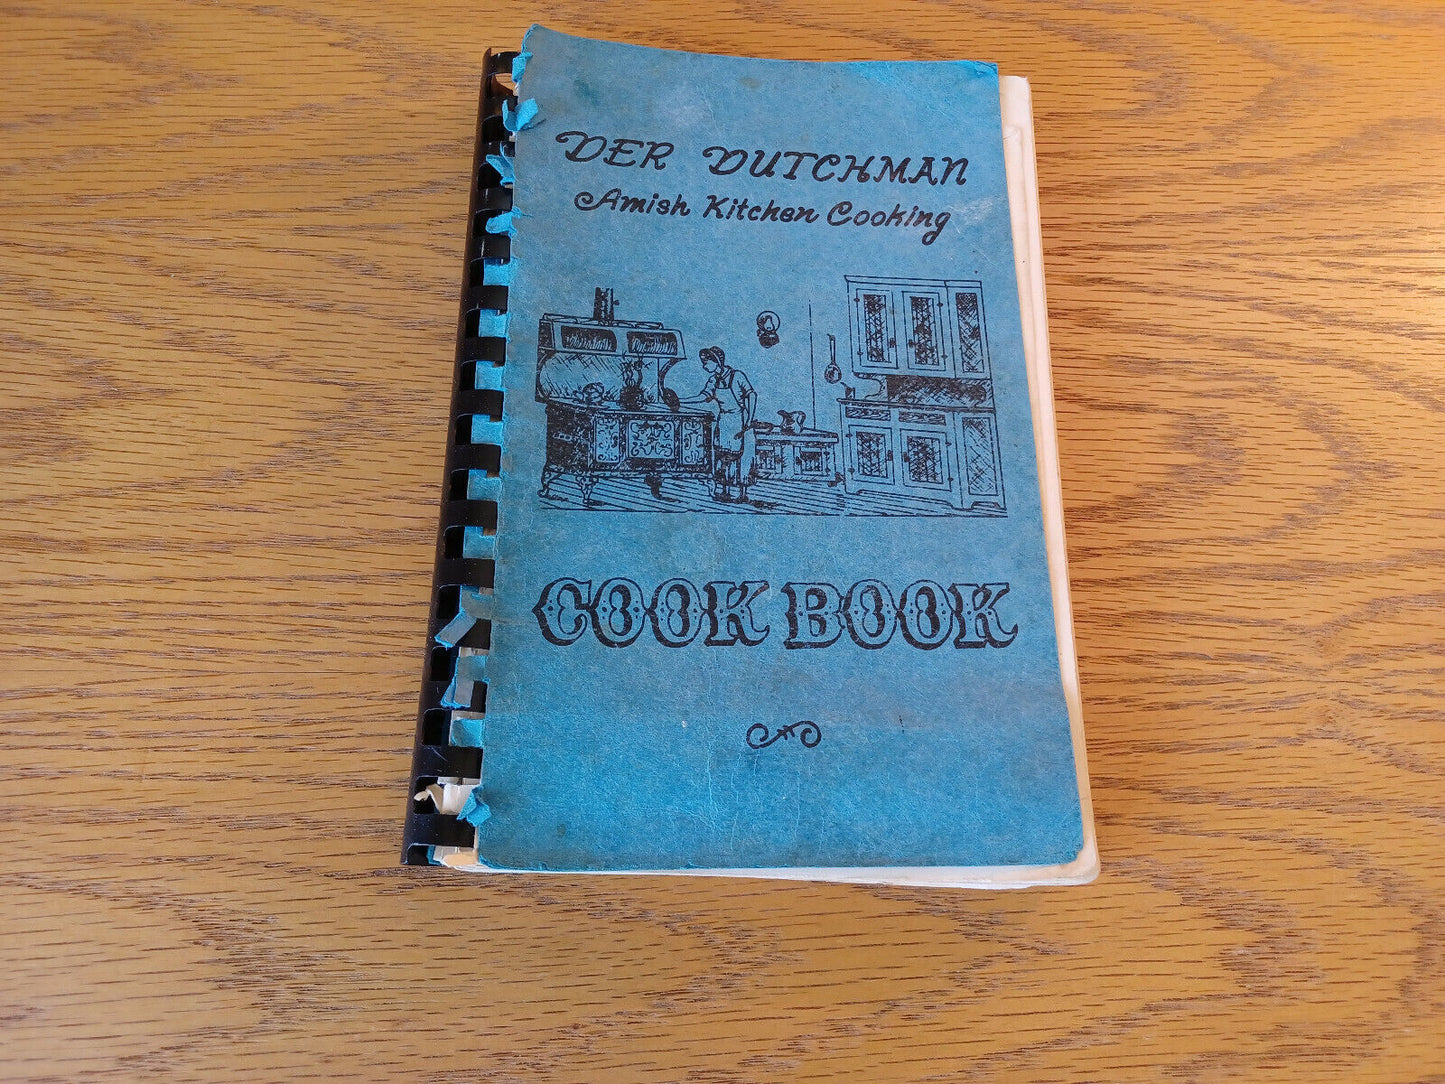 DER DUTCHMAN
Amish Kitchen Cooking
COOK BOOK